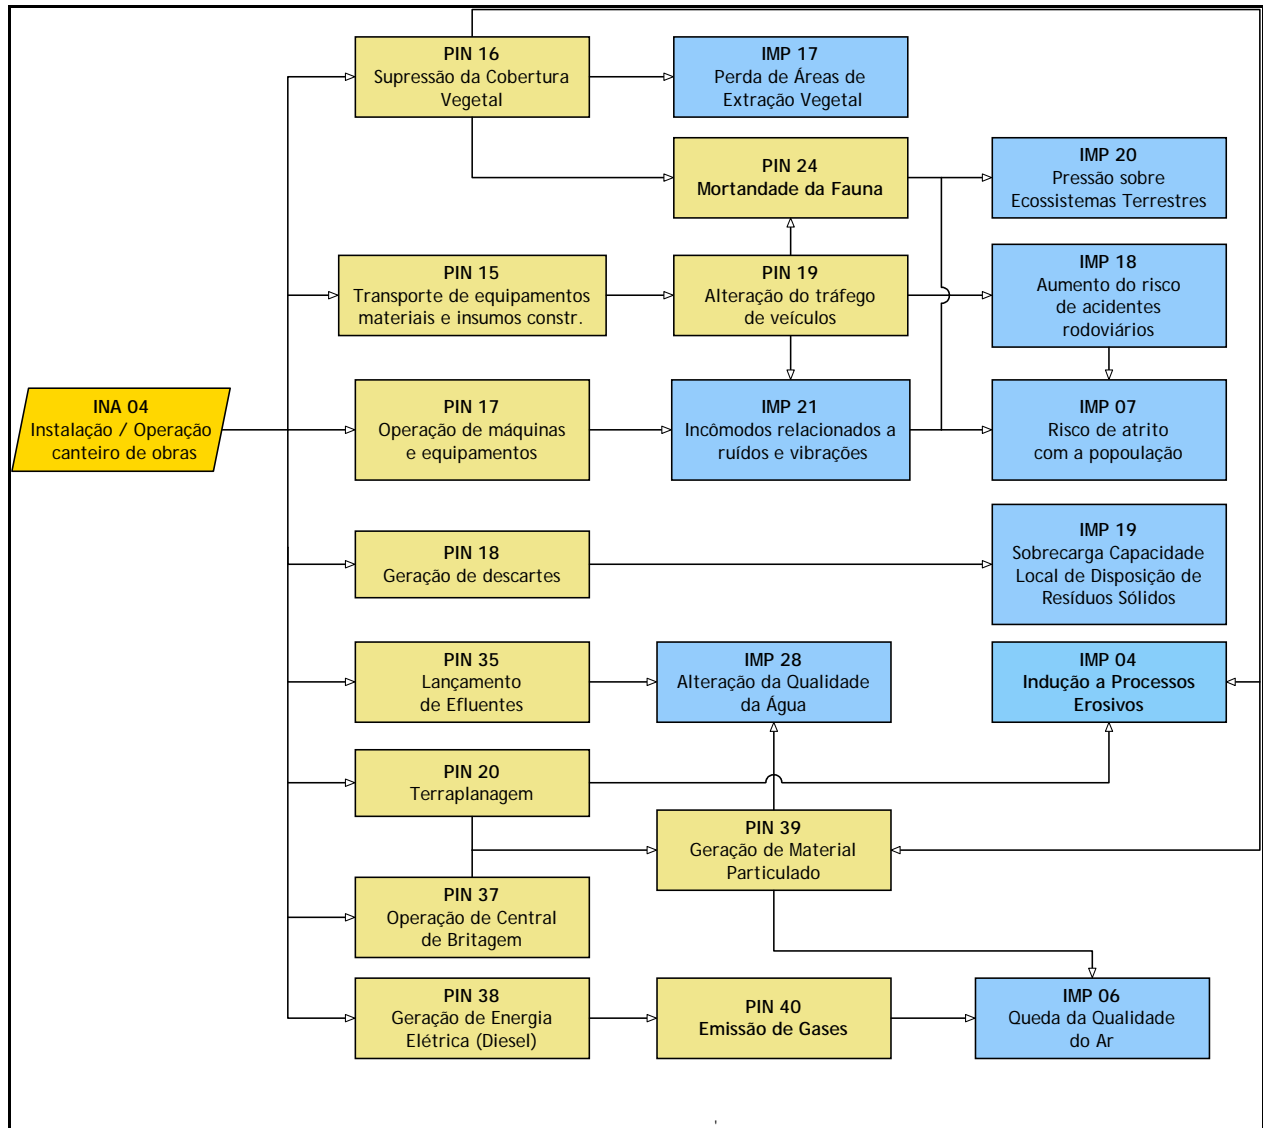 PIN 16
Supressão da Cobertura
Vegetal
IMP 17
Perda de Áreas de
Extração Vegetal
PIN 24
Mortandade da Fauna
IMP 20
Pressão sobre
Ecossistemas Terrestres
PIN 15
Transporte de equipamentos
materiais e insumos constr.
PIN 19
Alteração do tráfego
de veículos
IMP 18
Aumento do risco
de acidentes
rodoviários
INA 04
Instalação / Operação
canteiro de obras
PIN 17
Operação de máquinas
e equipamentos
IMP 21
Incômodos relacionados a
ruídos e vibrações
IMP 07
Risco de atrito
com a popoulação
PIN 18
Geração de descartes
IMP 19
Sobrecarga Capacidade
Local de Disposição de
Resíduos Sólidos
PIN 35
Lançamento
de Efluentes
IMP 28
Alteração da Qualidade
da Água
IMP 04
Indução a Processos
Erosivos
PIN 20
Terraplanagem
PIN 39
Geração de Material
Particulado
PIN 37
Operação de Central
de Britagem
PIN 38
Geração de Energia
Elétrica (Diesel)
PIN 40
Emissão de Gases
IMP 06
Queda da Qualidade
do Ar